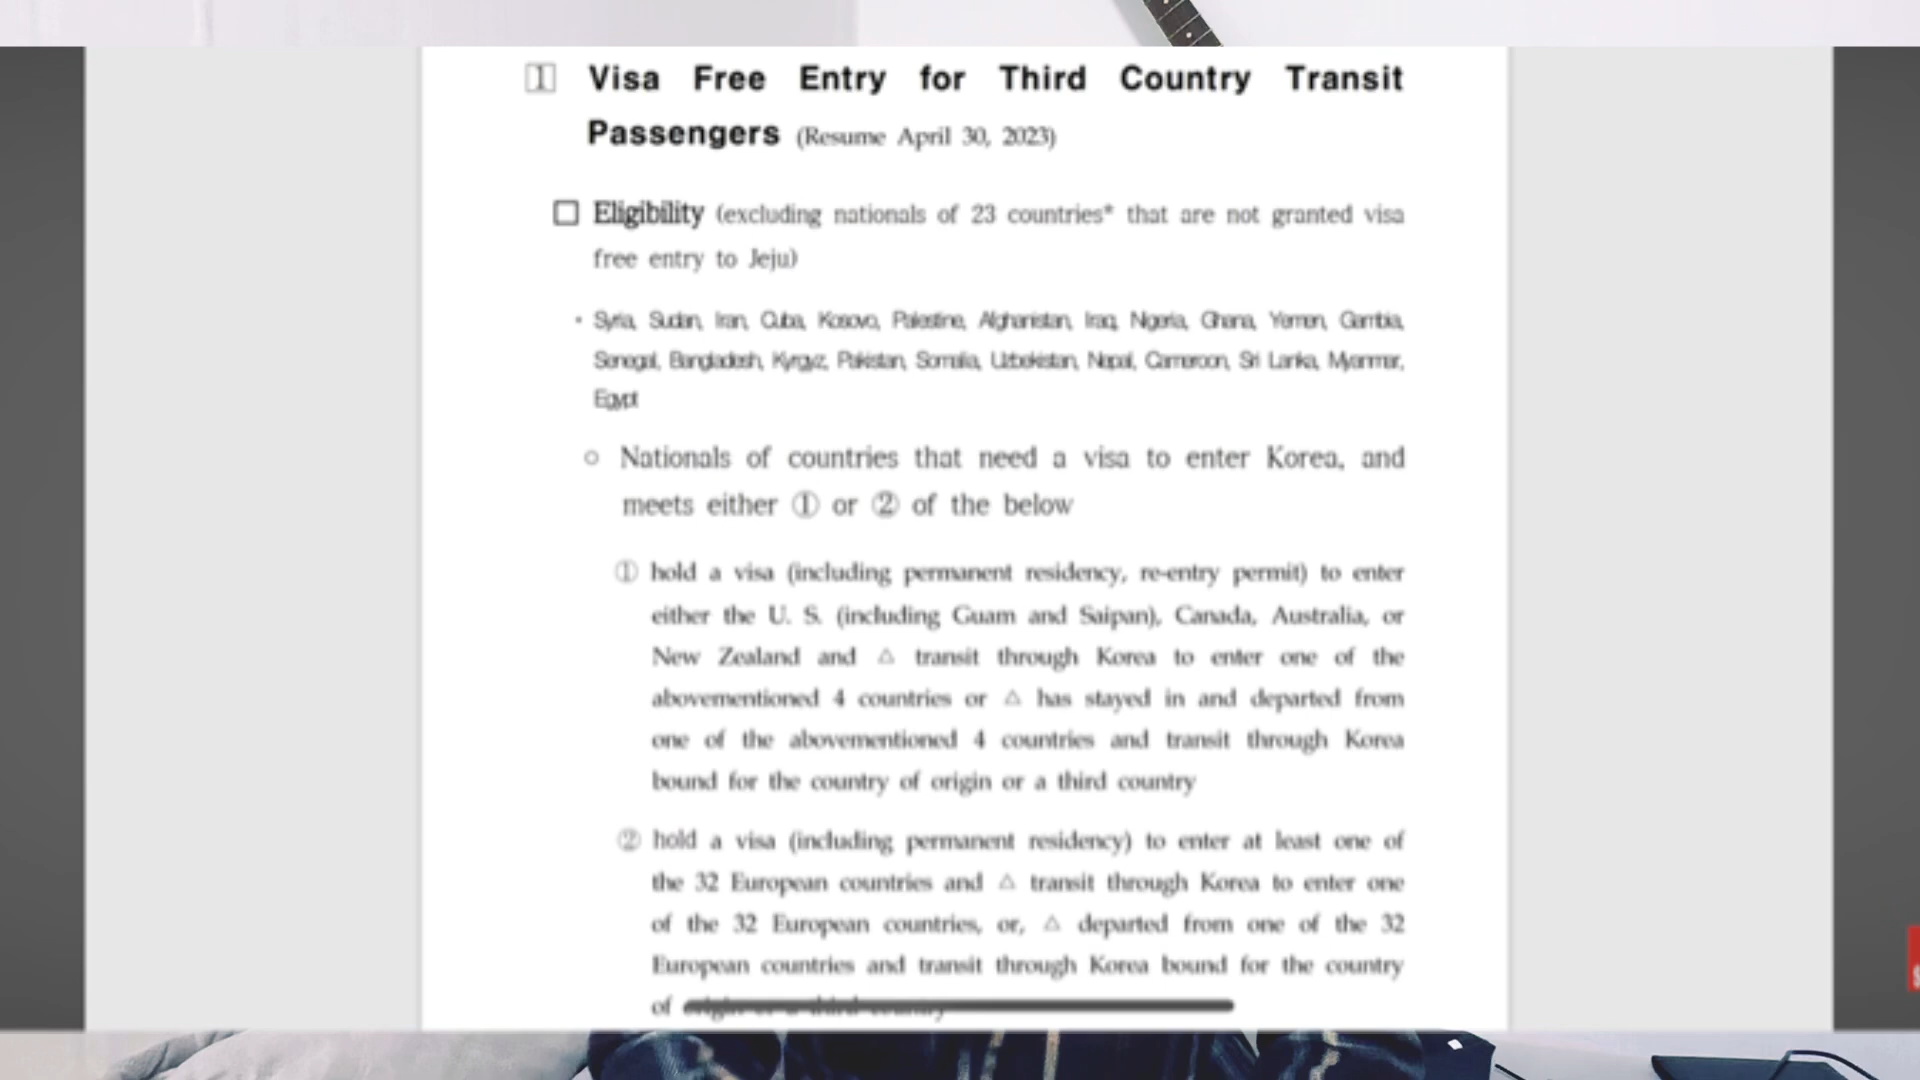 1 Visa Free Entry for Third Country Transit
Passengers (Resume April 30, 2023)
□ Eligibility (excluding nationals of 23 countries* that are not granted visa
free entry to Jeju)
* Syria, Sudan, Iran, Cuba, Kosovo, Palestine, Afghanistan, Iraq, Nigeria, Ghana, Yemen, Gambia,
Senegal, Bangladesh, Kyrgyz, Pakistan, Somalia, Uzbekistan, Nepal, Cameroon, Sri Lanka, Myanmar,
Egypt
○ Nationals of countries that need a visa to enter Korea, and
meets either ① or ② of the below
① hold a visa (including permanent residency, re-entry permit) to enter
either the U. S. (including Guam and Saipan), Canada, Australia, or
New Zealand and △ transit through Korea to enter one of the
abovementioned 4 countries or △ has stayed in and departed from
one of the abovementioned 4 countries and transit through Korea
bound for the country of origin or a third country
② hold a visa (including permanent residency) to enter at least one of
the 32 European countries and △ transit through Korea to enter one
of the 32 European countries, or, △ departed from one of the 32
European countries and transit through Korea bound for the country
of origin or a third country